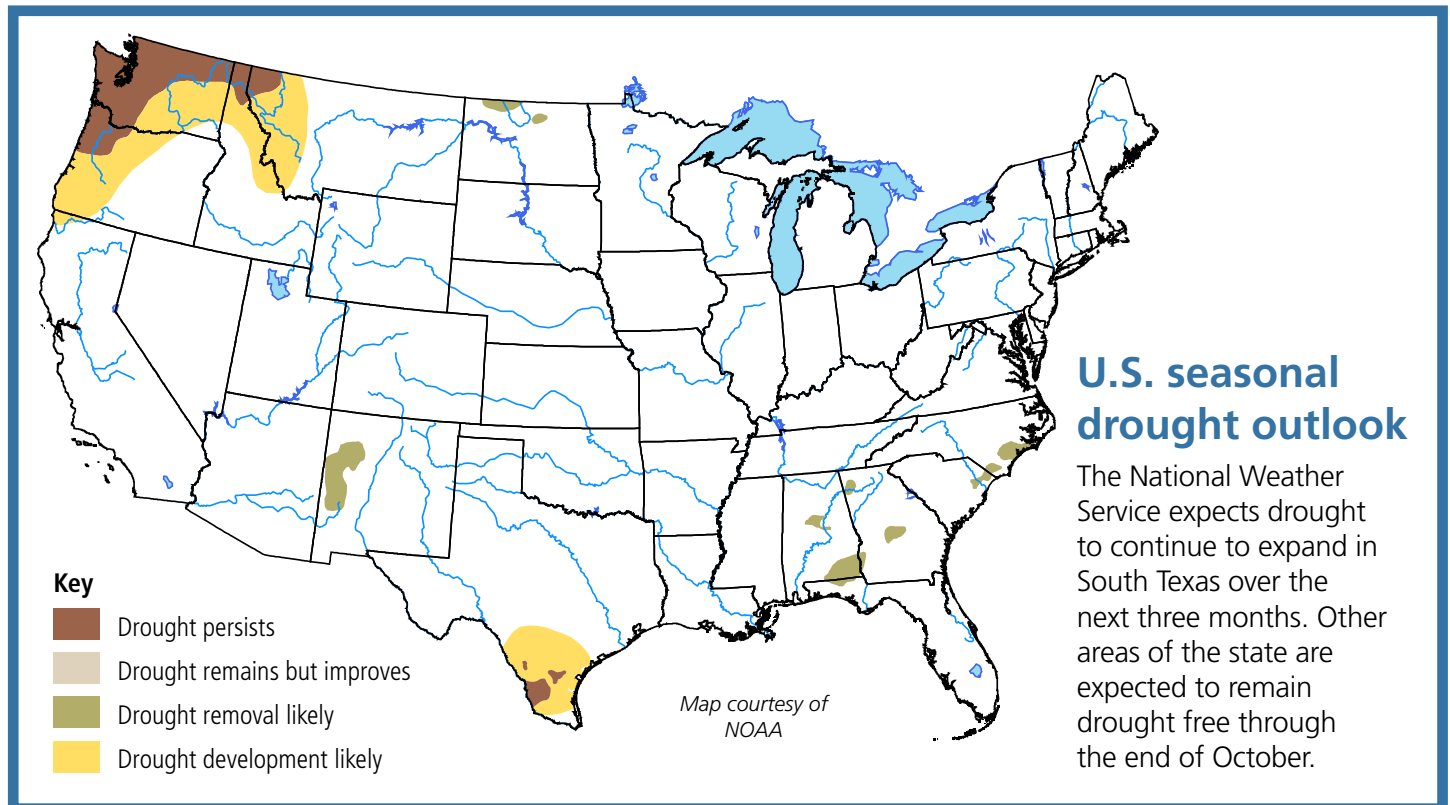 U.S. seasonal
drought outlook
The National Weather
Service expects drought
to continue to expand in
South Texas over the
next three months. Other
areas of the state are
expected to remain
drought free through
the end of October.
Key
Drought persists
Drought remains but improves
Drought removal likely
Drought development likely
Map courtesy of
NOAA